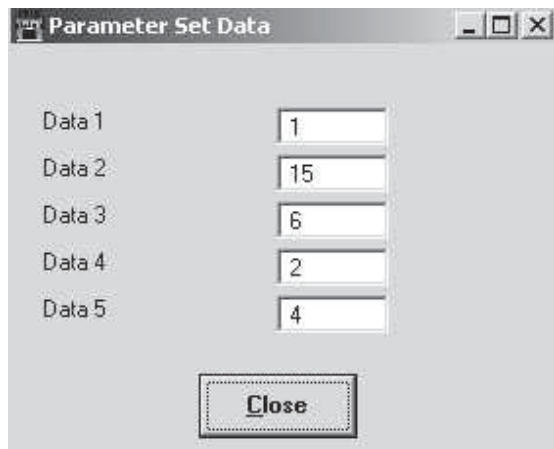 Parameter Set Data
Data 1 1
Data 2 15
Data 3 6
Data 4 2
Data 5 4
Close